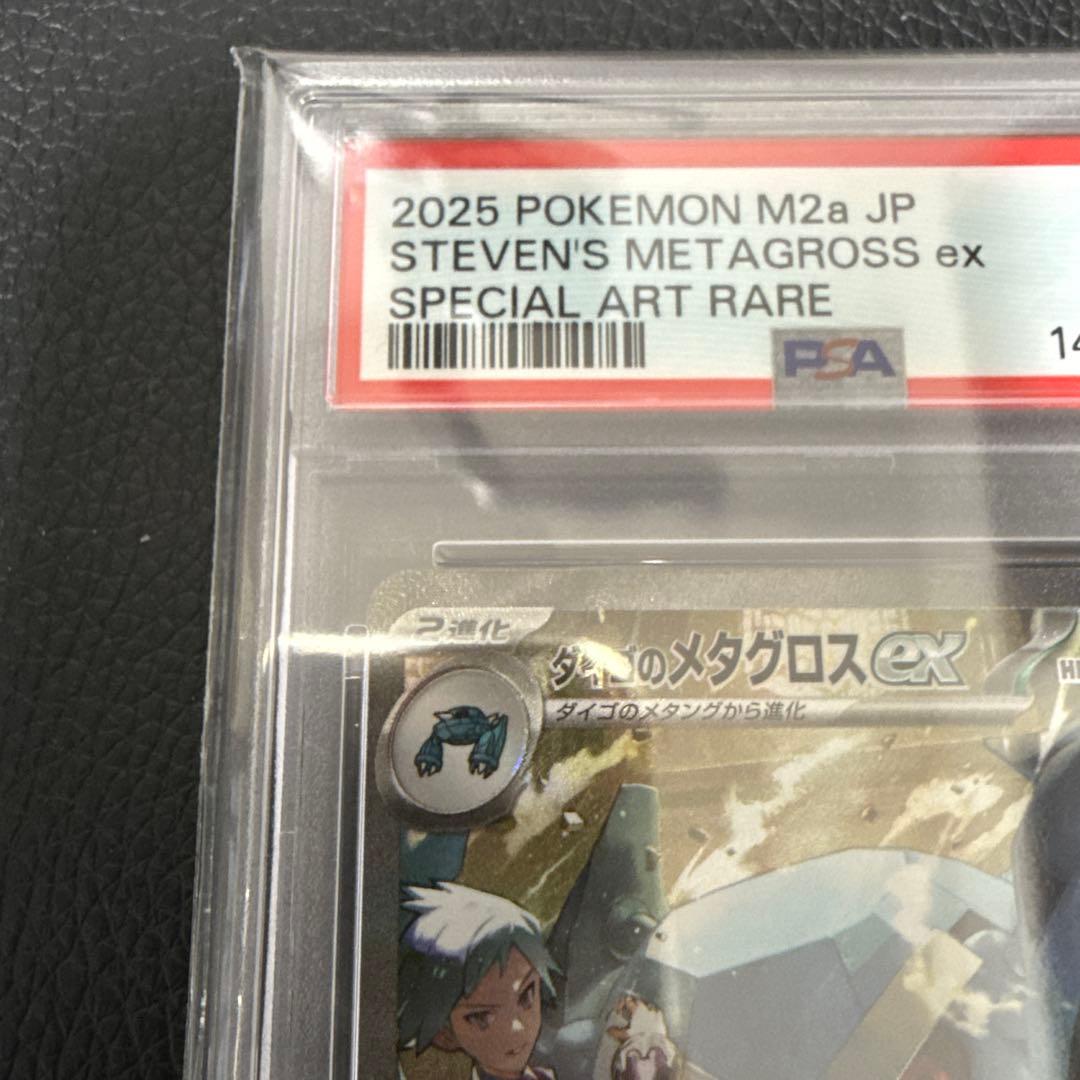 2025 POKEMON M2a JP
STEVEN'S METAGROSS ex
SPECIAL ART RARE
14
PSA
2進化
ダイゴのメタグロスex
ダイゴのメタングから進化